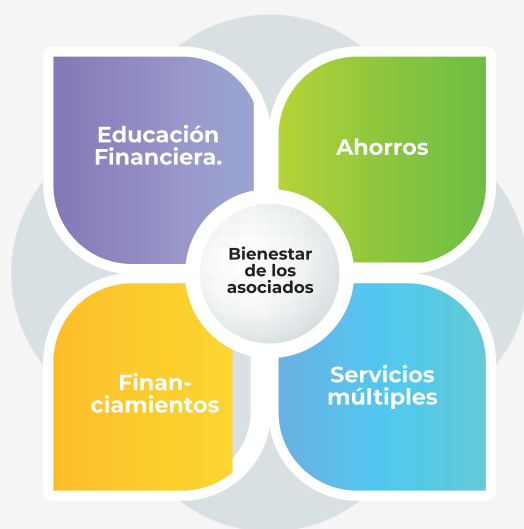 Educación
Financiera.
Ahorros
Bienestar
de los
asociados
Finan-
ciamientos
Servicios
múltiples